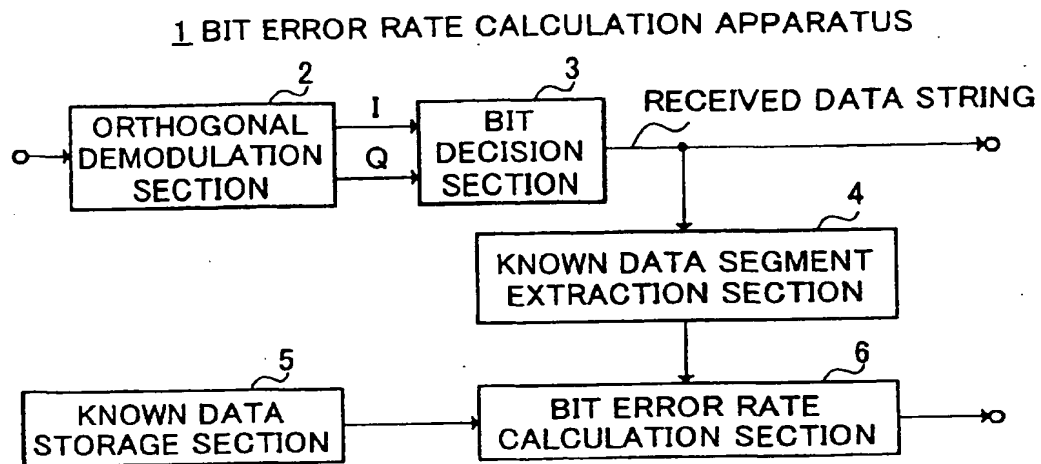 1 BIT ERROR RATE CALCULATION APPARATUS
2
ORTHOGONAL
DEMODULATION
SECTION
I
Q
3
BIT
DECISION
SECTION
RECEIVED DATA STRING
4
KNOWN DATA SEGMENT
EXTRACTION SECTION
5
KNOWN DATA
STORAGE SECTION
6
BIT ERROR RATE
CALCULATION SECTION